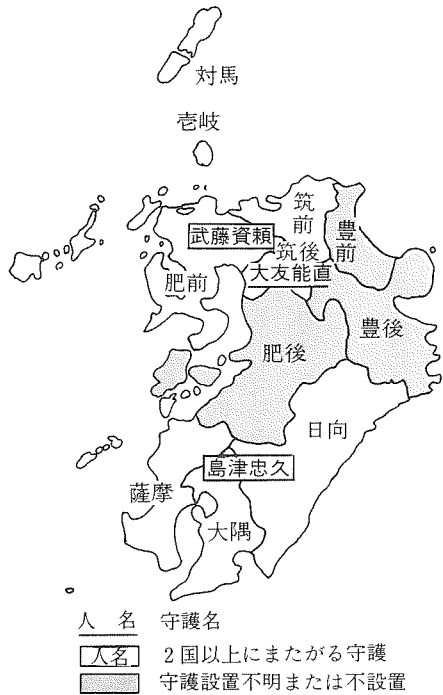 対馬
壱岐
筑前
豊前
武藤資頼
筑後
大友能直
肥前
豊後
肥後
日向
島津忠久
薩摩
大隅
人名 守護名
人名 2国以上にまたがる守護
守護設置不明または不設置